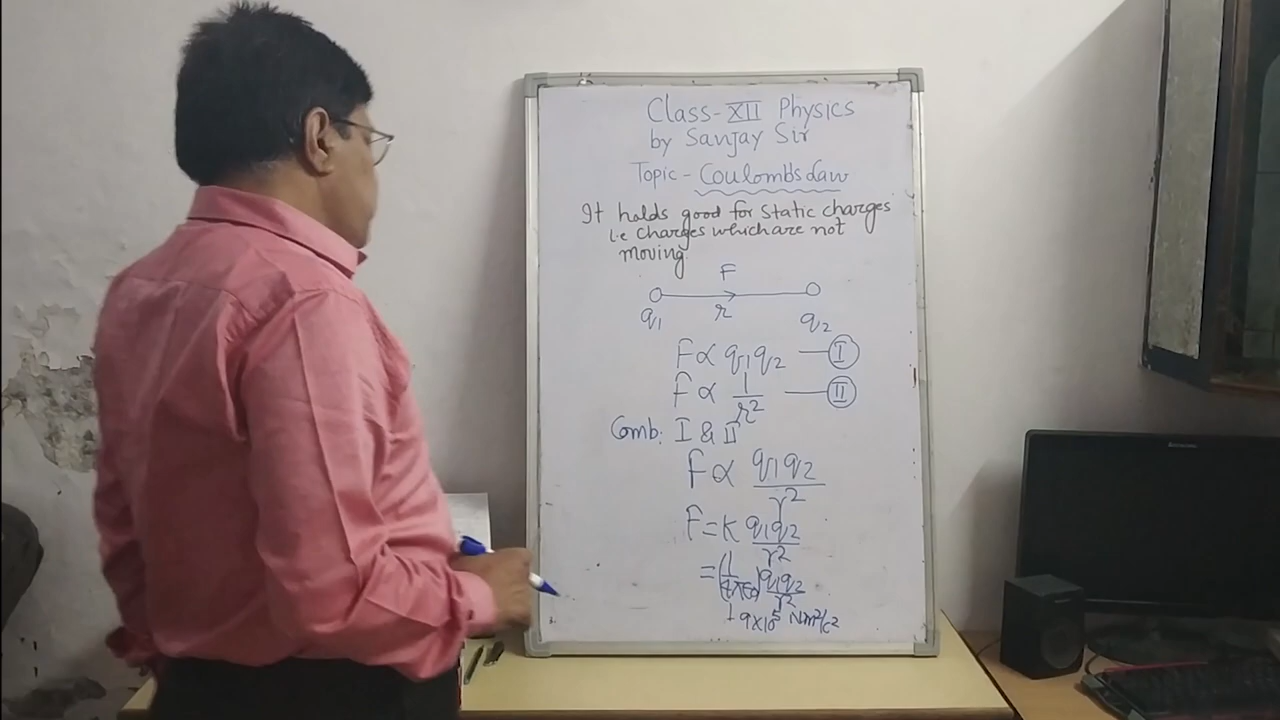 Class-XII Physics
by Sanjay Sir
Topic - Coulombs Law
It holds good for static charges
i.e charges which are not
moving.
F
r
q₁ q₂
F ∝ q₁q₂ — I
F ∝ 1/r² — II
Comb: I & II
F ∝ q₁q₂/r²
F = K q₁q₂/r²
= (1/4πε₀) q₁q₂/r²
Nm²/c²